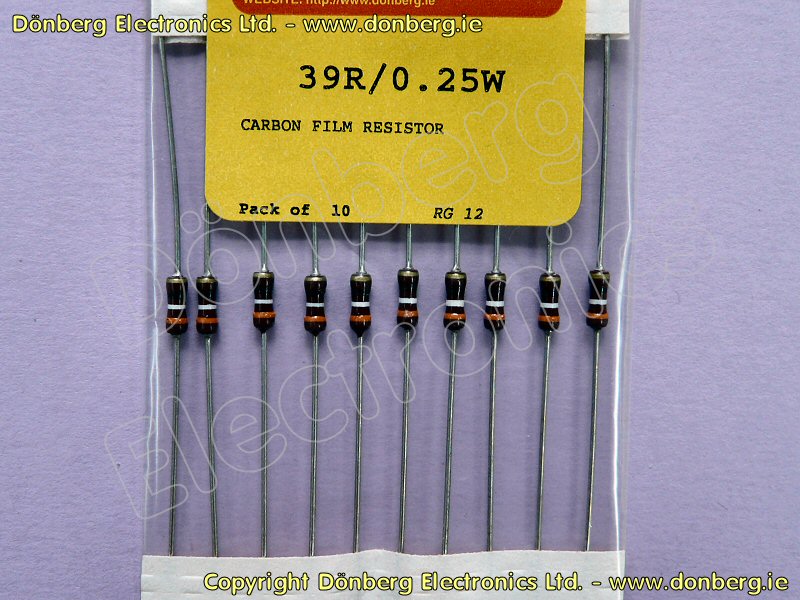 Dönberg Electronics Ltd. - www.donberg.ie
WEBSITE: http://www.donberg.ie
39R/0.25W
CARBON FILM RESISTOR
Pack of 10 RG 12
Dönberg
Electronics
Copyright Dönberg Electronics Ltd. - www.donberg.ie